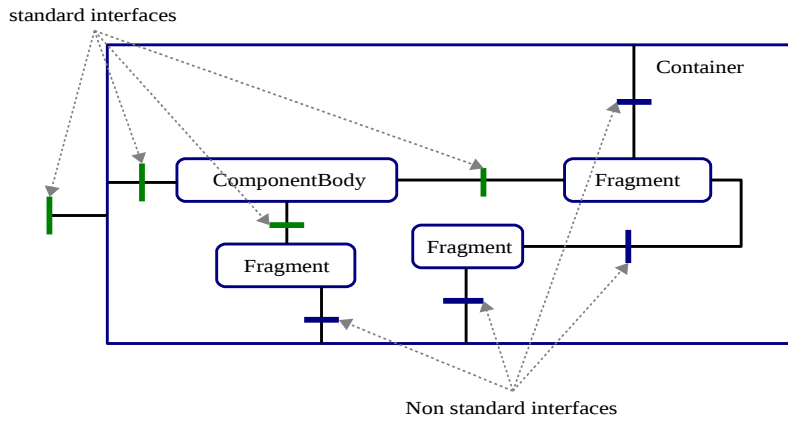 standard interfaces
Container
ComponentBody
Fragment
Fragment
Fragment
Non standard interfaces